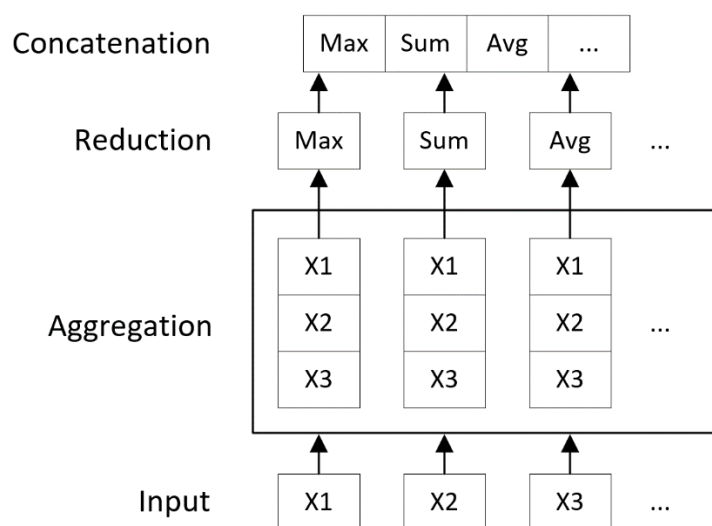 Concatenation Max Sum Avg ...
Reduction Max Sum Avg ...
X1 X1 X1
Aggregation X2 X2 X2 ...
X3 X3 X3
Input X1 X2 X3 ...